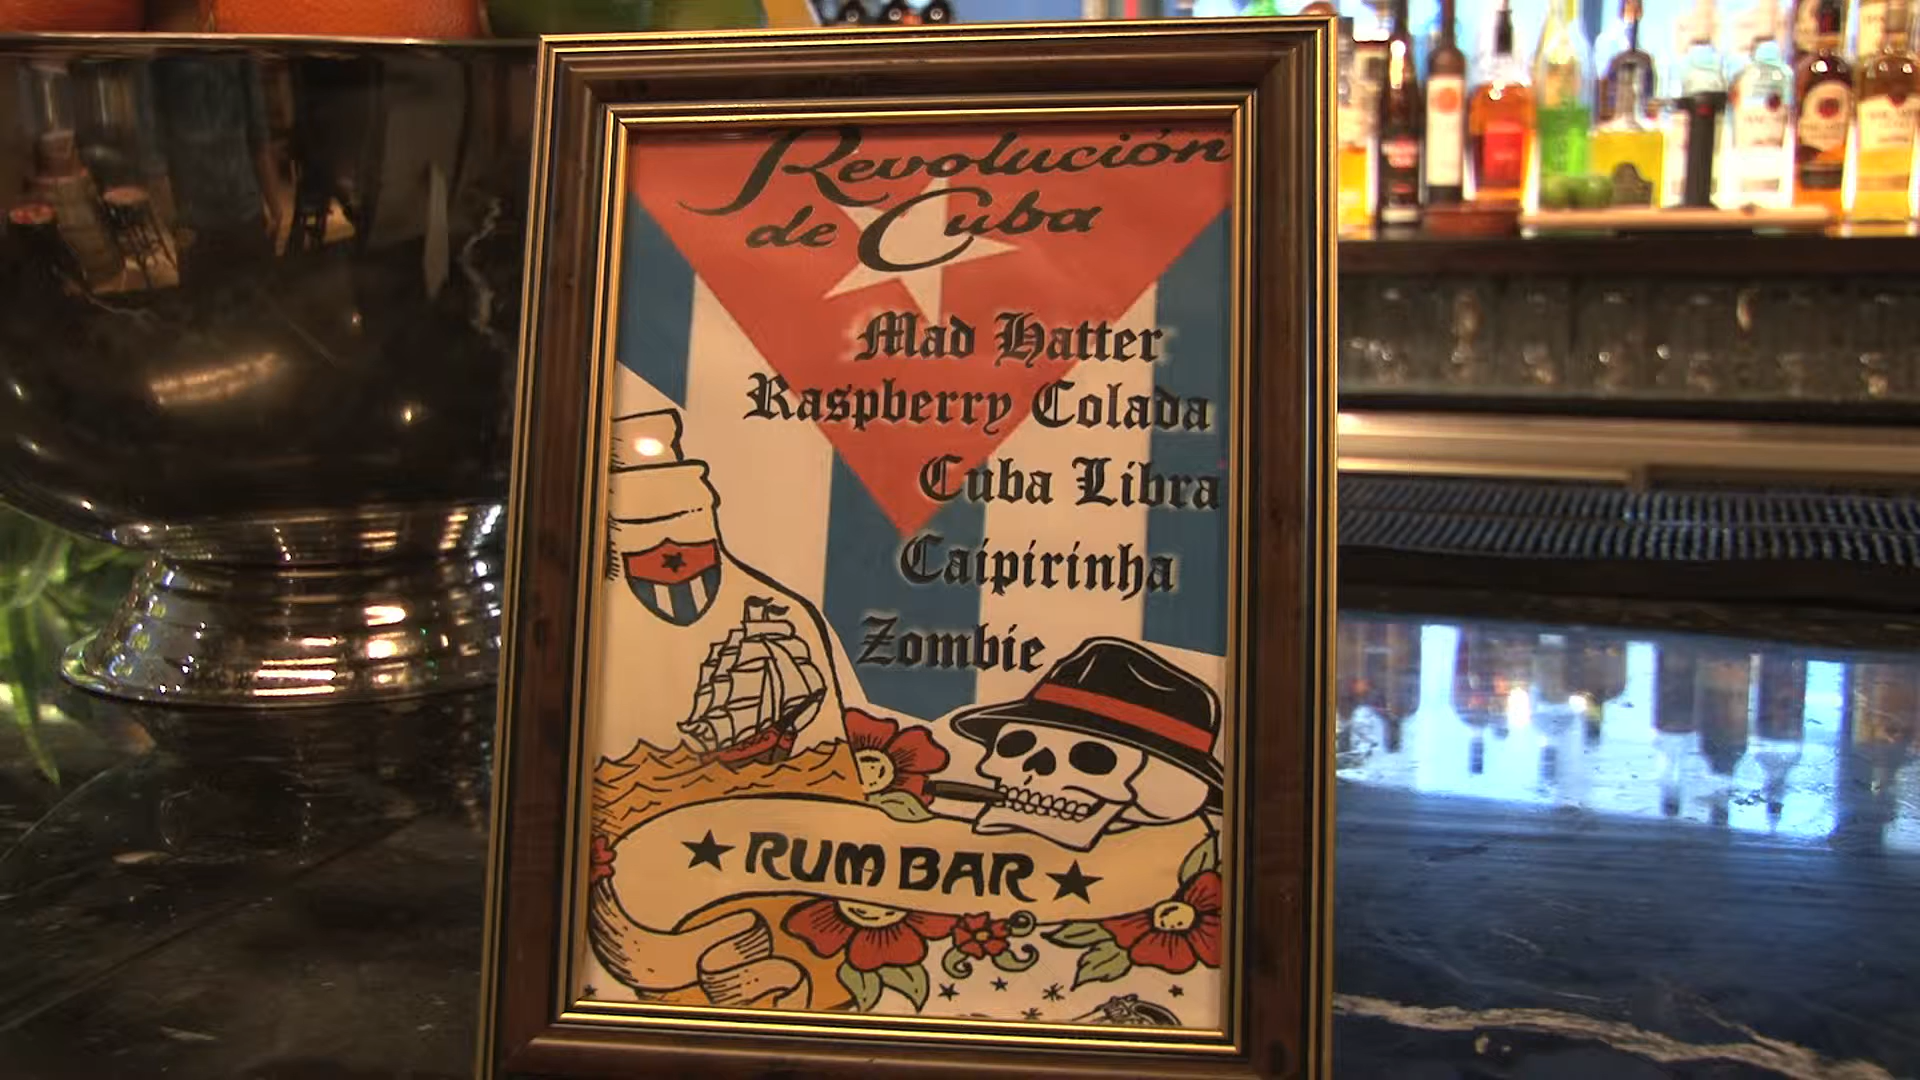 Revolución
de Cuba
Mad Hatter
Raspberry Colada
Cuba Libra
Caipirinha
Zombie
RUM BAR